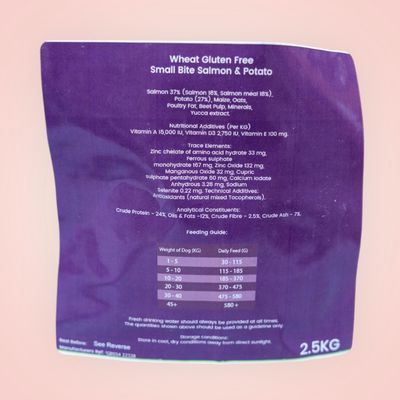 Wheat Gluten Free
Small Bite Salmon & Potato
Salmon 37% (Salmon 18%, Salmon meal 18%),
Potato (27%), Maize, Oats,
Poultry Fat, Beet Pulp, Minerals,
Yucca extract,
Nutritional Additives (Per KG)
Vitamin A 15,000 IU, Vitamin D3 2,750 IU, Vitamin E 100 mg.
Trace Elements:
Zinc chelate of amino acid hydrate 33 mg,
Ferrous sulphate
monohydrate 167 mg, Zinc Oxide 132 mg,
Manganous Oxide 32 mg, Cupric
sulphate pentahydrate 60 mg, Calcium Iodate
Anhydrous 3.28 mg, Sodium
Selenite 0.22 mg, Technical Additives:
Antioxidants (natural mixed Tocopherols).
Analytical Constituents:
Crude Protein - 24%, Oils & Fats -12%, Crude Fibre - 2.5%, Crude Ash - 7%.
Feeding Guide:
Weight of Dog (KG) Daily Feed (G)
1 - 5 30 - 115
5 - 10 115 - 185
10 - 20 185 - 370
20 - 30 370 - 475
30 - 40 475 - 580
45+ 580 +
Fresh drinking water should always be provided at all times.
The quantities shown above should be used as a guideline only
Storage conditions:
Store in cool, dry conditions away from direct sunlight.
Best Before: See Reverse
Manufacturers Ref:
2.5KG